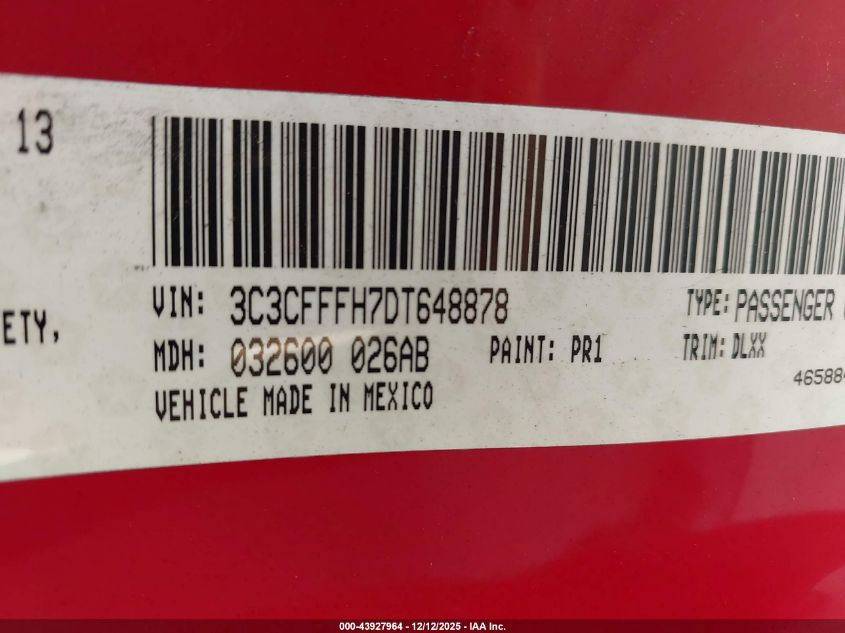 13
ETY,
VIN: 3C3CFFFH7DT648878 TYPE: PASSENGER
MDH: 032600 026AB PAINT: PR1 TRIM: DLXX
VEHICLE MADE IN MEXICO 46588
000-43927964 - 12/12/2025 - IAA Inc.